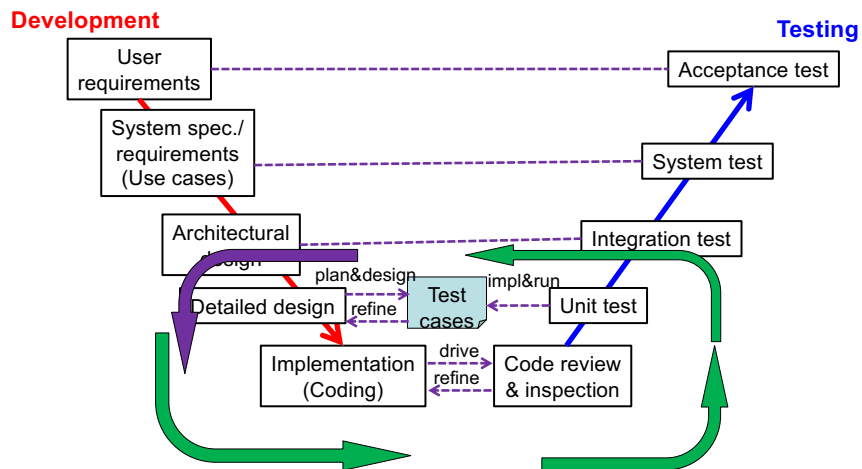 Development
Testing
User
requirements
Acceptance test
System spec./
requirements
(Use cases)
System test
Architectural
design
Integration test
plan&design
impl&run
Test
cases
Detailed design
refine
Unit test
Implementation
(Coding)
drive
refine
Code review
& inspection